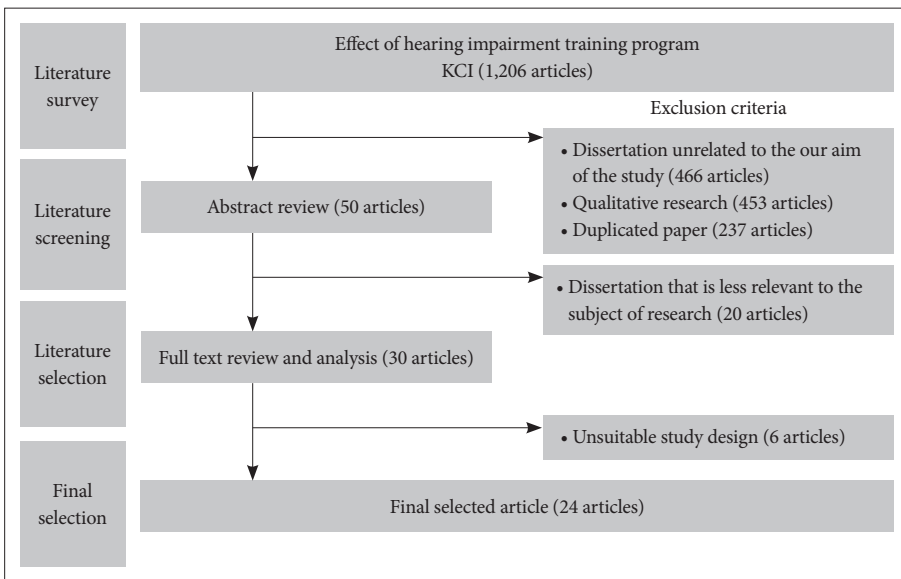 Literature
survey
Effect of hearing impairment training program
KCI (1,206 articles)
Exclusion criteria
• Dissertation unrelated to the our aim
of the study (466 articles)
• Qualitative research (453 articles)
• Duplicated paper (237 articles)
Literature
screening
Abstract review (50 articles)
• Dissertation that is less relevant to the
subject of research (20 articles)
Literature
selection
Full text review and analysis (30 articles)
• Unsuitable study design (6 articles)
Final
selection
Final selected article (24 articles)